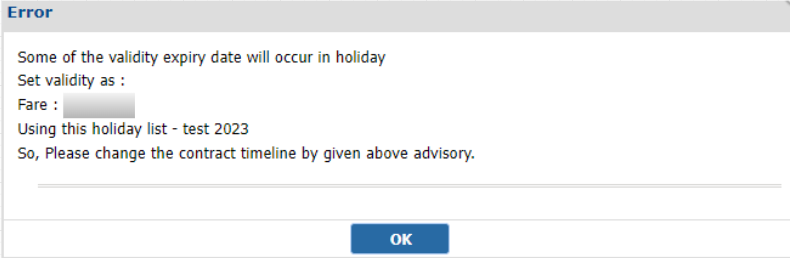 Error
Some of the validity expiry date will occur in holiday
Set validity as :
Fare :
Using this holiday list - test 2023
So, Please change the contract timeline by given above advisory.
OK